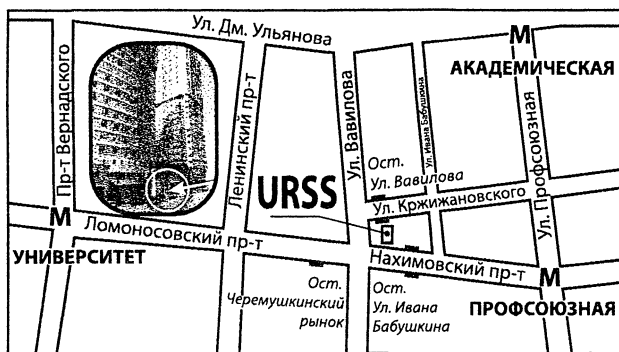 Ул. Дм. Ульянова
М
АКАДЕМИЧЕСКАЯ
Пр-т Вернадского
Ленинский пр-т
Ул. Вавилова
Ул. Ивана Бабушкина
Ул. Профсоюзная
Ост.
Ул. Вавилова
URSS
Ул. Кржижановского
М
УНИВЕРСИТЕТ
Ломоносовский пр-т
Нахимовский пр-т
М
ПРОФСОЮЗНАЯ
Ост.
Черемушкинский
рынок
Ост.
Ул. Ивана
Бабушкина